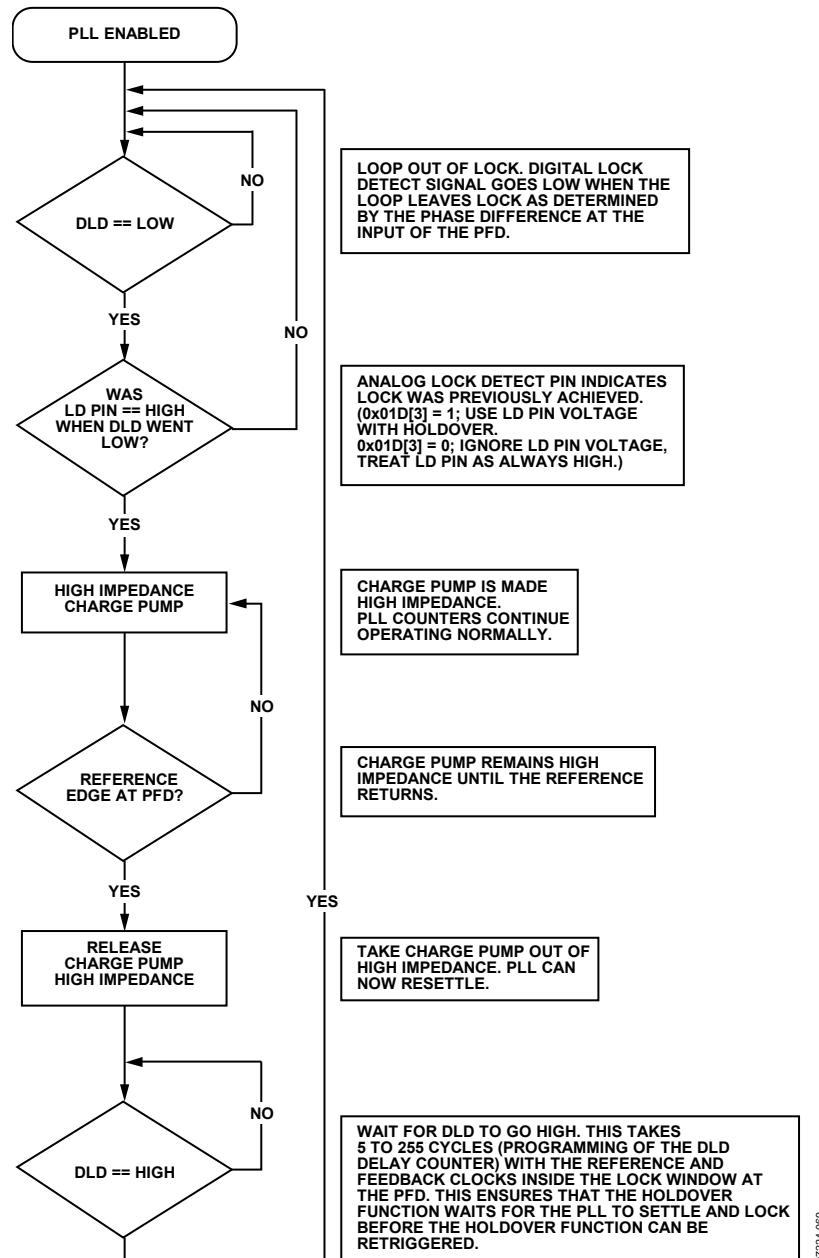 PLL ENABLED
NO
DLD == LOW
LOOP OUT OF LOCK. DIGITAL LOCK
DETECT SIGNAL GOES LOW WHEN THE
LOOP LEAVES LOCK AS DETERMINED
BY THE PHASE DIFFERENCE AT THE
INPUT OF THE PFD.
YES
NO
WAS
LD PIN == HIGH
WHEN DLD WENT
LOW?
ANALOG LOCK DETECT PIN INDICATES
LOCK WAS PREVIOUSLY ACHIEVED.
(0x01D[3] = 1; USE LD PIN VOLTAGE
WITH HOLDOVER.
0x01D[3] = 0; IGNORE LD PIN VOLTAGE,
TREAT LD PIN AS ALWAYS HIGH.)
YES
HIGH IMPEDANCE
CHARGE PUMP
CHARGE PUMP IS MADE
HIGH IMPEDANCE.
PLL COUNTERS CONTINUE
OPERATING NORMALLY.
NO
REFERENCE
EDGE AT PFD?
CHARGE PUMP REMAINS HIGH
IMPEDANCE UNTIL THE REFERENCE
RETURNS.
YES
YES
RELEASE
CHARGE PUMP
HIGH IMPEDANCE
TAKE CHARGE PUMP OUT OF
HIGH IMPEDANCE. PLL CAN
NOW RESETTLE.
NO
DLD == HIGH
WAIT FOR DLD TO GO HIGH. THIS TAKES
5 TO 255 CYCLES (PROGRAMMING OF THE DLD
DELAY COUNTER) WITH THE REFERENCE AND
FEEDBACK CLOCKS INSIDE THE LOCK WINDOW AT
THE PFD. THIS ENSURES THAT THE HOLDOVER
FUNCTION WAITS FOR THE PLL TO SETTLE AND LOCK
BEFORE THE HOLDOVER FUNCTION CAN BE
RETRIGGERED.